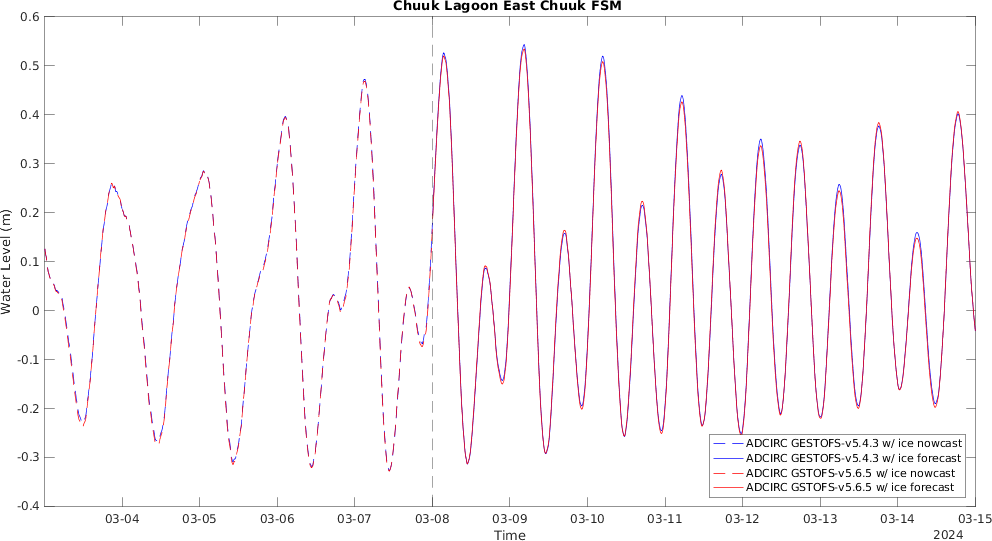 Chuuk Lagoon East Chuuk FSM
Water Level (m)
0.6
0.5
0.4
0.3
0.2
0.1
0
-0.1
-0.2
-0.3
-0.4
ADCIRC GESTOFS-v5.4.3 w/ ice nowcast
ADCIRC GESTOFS-v5.4.3 w/ ice forecast
ADCIRC GSTOFS-v5.6.5 w/ ice nowcast
ADCIRC GSTOFS-v5.6.5 w/ ice forecast
03-04 03-05 03-06 03-07 03-08 03-09 03-10 03-11 03-12 03-13 03-14 03-15
Time
2024